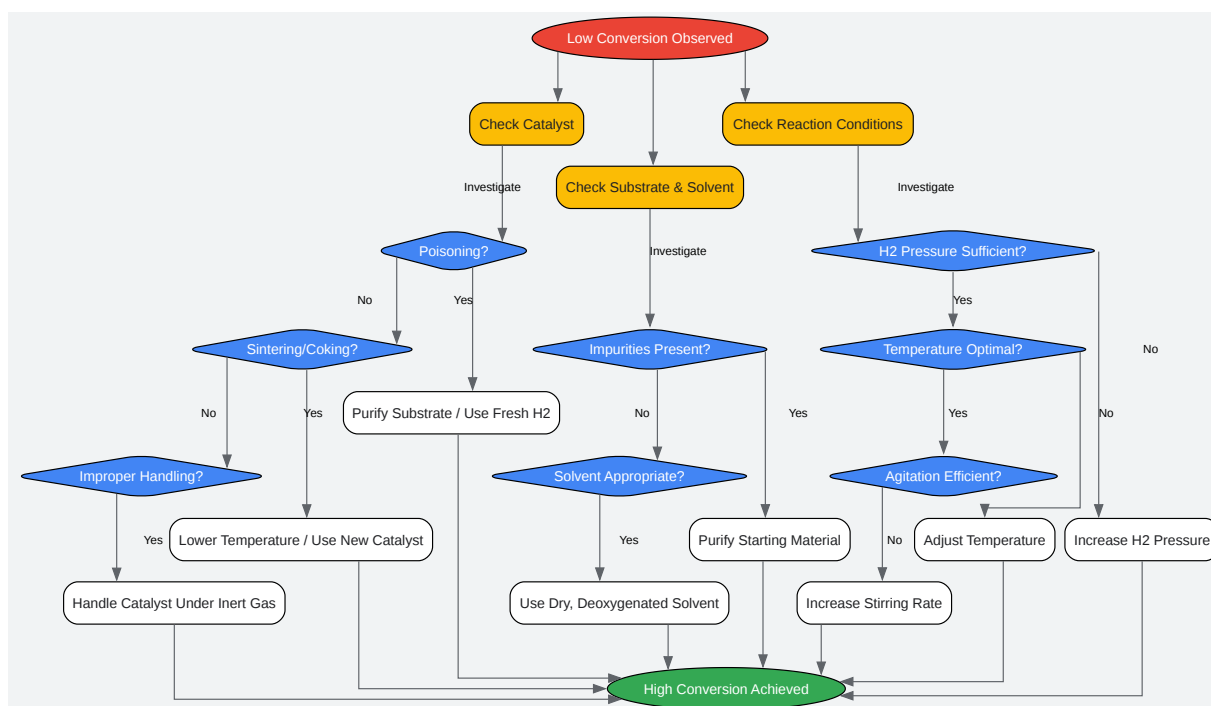 Low Conversion Observed
Check Catalyst
Check Reaction Conditions
Check Substrate & Solvent
Investigate
Investigate
Investigate
Poisoning?
H2 Pressure Sufficient?
No
Yes
Yes
Sintering/Coking?
Impurities Present?
Temperature Optimal?
No
No
Yes
Purify Substrate / Use Fresh H2
No
Yes
Yes
No
Improper Handling?
Solvent Appropriate?
Agitation Efficient?
Yes
Lower Temperature / Use New Catalyst
Yes
Purify Starting Material
No
Adjust Temperature
Increase H2 Pressure
Handle Catalyst Under Inert Gas
Use Dry, Deoxygenated Solvent
Increase Stirring Rate
High Conversion Achieved